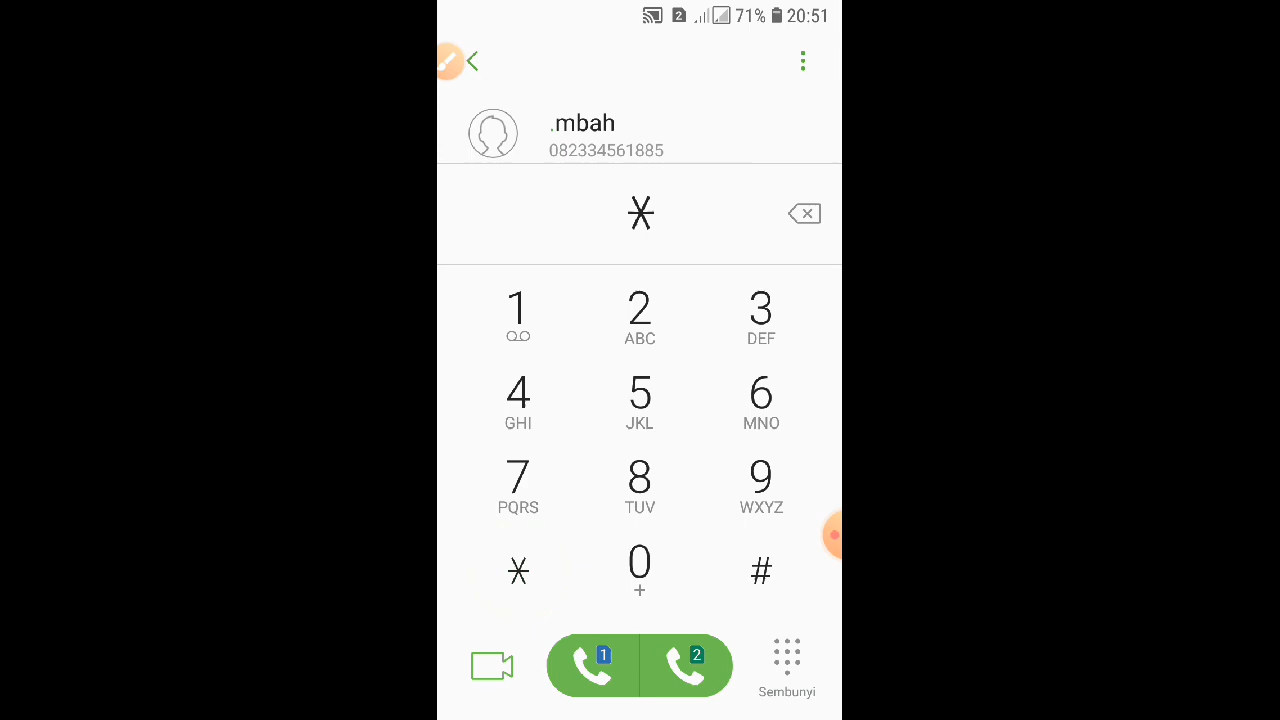 2 71% 20:51
.mbah
082334561885
*
1 2 3
ABC DEF
4 5 6
GHI JKL MNO
7 8 9
PQRS TUV WXYZ
* 0 #
+
1 2
Sembunyi